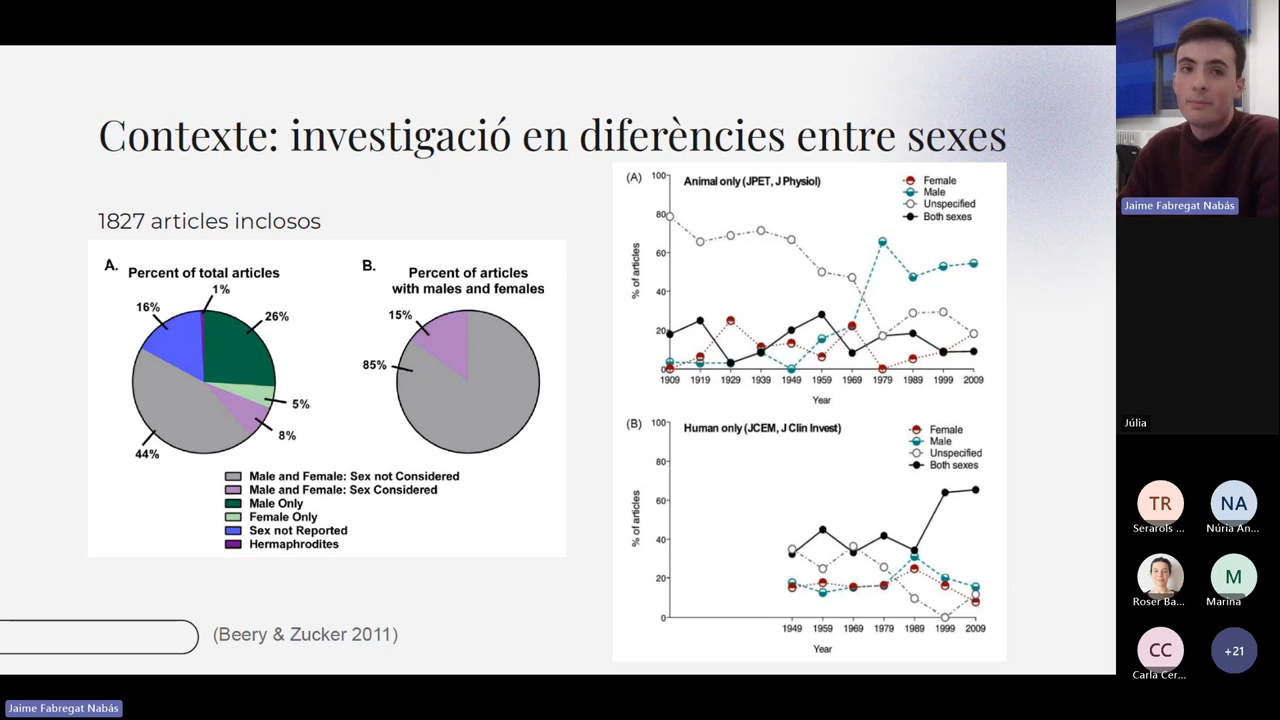 Contexte: investigació en diferències entre sexes
1827 articles inclosos
A.
Percent of total articles
1%
16%
26%
5%
8%
44%
B.
Percent of articles
with males and females
15%
85%
Male and Female: Sex not Considered
Male and Female: Sex Considered
Male Only
Female Only
Sex not Reported
Hermaphrodites
(Beery & Zucker 2011)
(A)
Animal only (JPET, J Physiol)
Female
Male
Unspecified
Both sexes
% of articles
100
80
60
40
20
0
1909 1919 1929 1939 1949 1959 1969 1979 1989 1999 2009
Year
(B)
Human only (JCEM, J Clin Invest)
Female
Male
Unspecified
Both sexes
% of articles
100
80
60
40
20
0
1949 1959 1969 1979 1989 1999 2009
Year
Jaime Fabregat Nabás
Júlia
TR
Serarols ...
NA
Núria An...
Roser Ba...
M
Marina
CC
Carla Cer...
+21
Jaime Fabregat Nabás